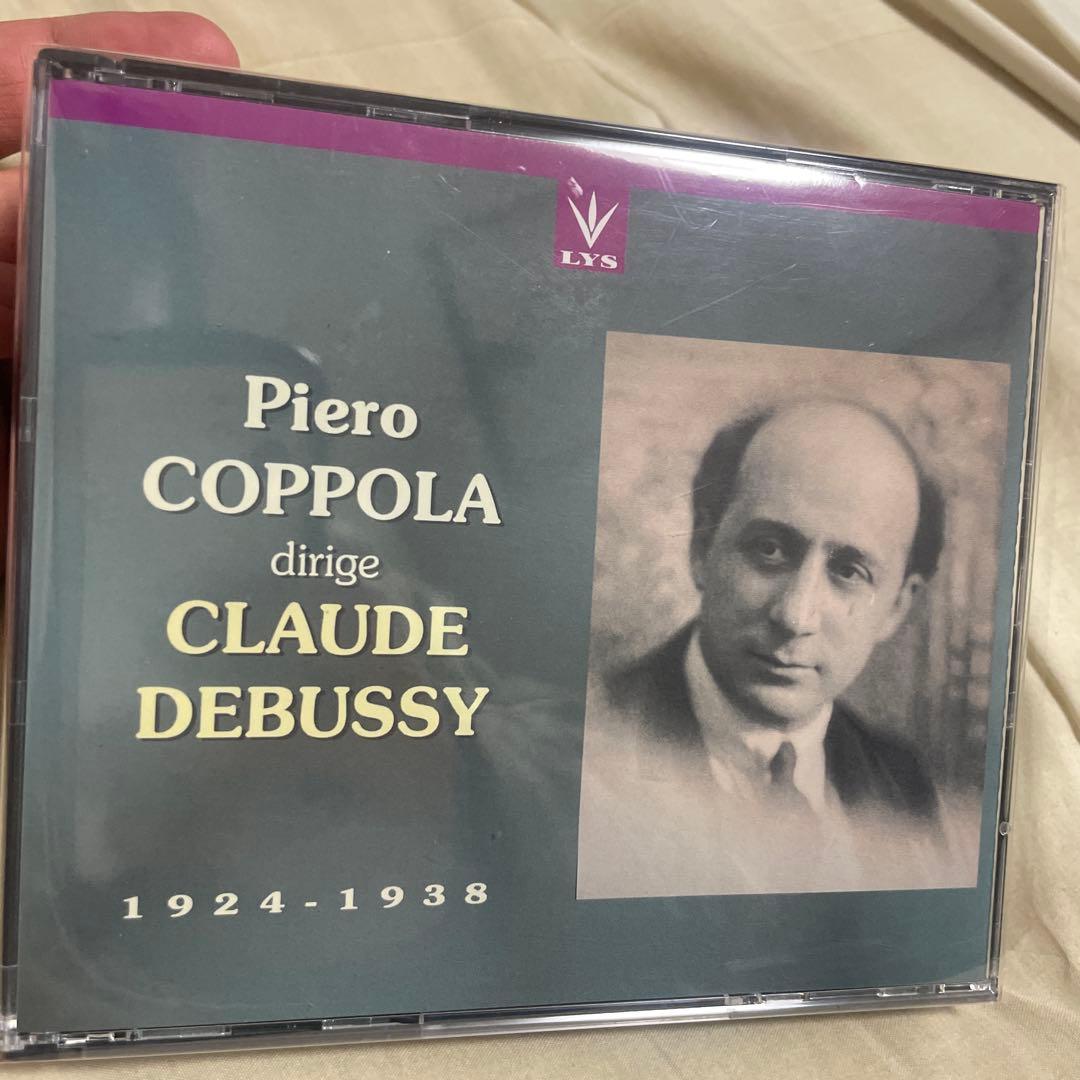 LYS
Piero
COPPOLA
dirige
CLAUDE
DEBUSSY
1924-1938